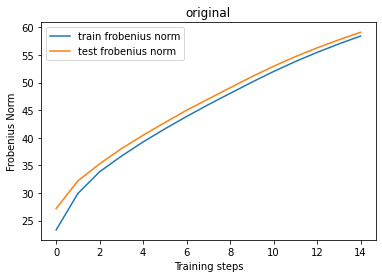 original
train frobenius norm
test frobenius norm
Frobenius Norm
60
55
50
45
40
35
30
25
0 2 4 6 8 10 12 14
Training steps